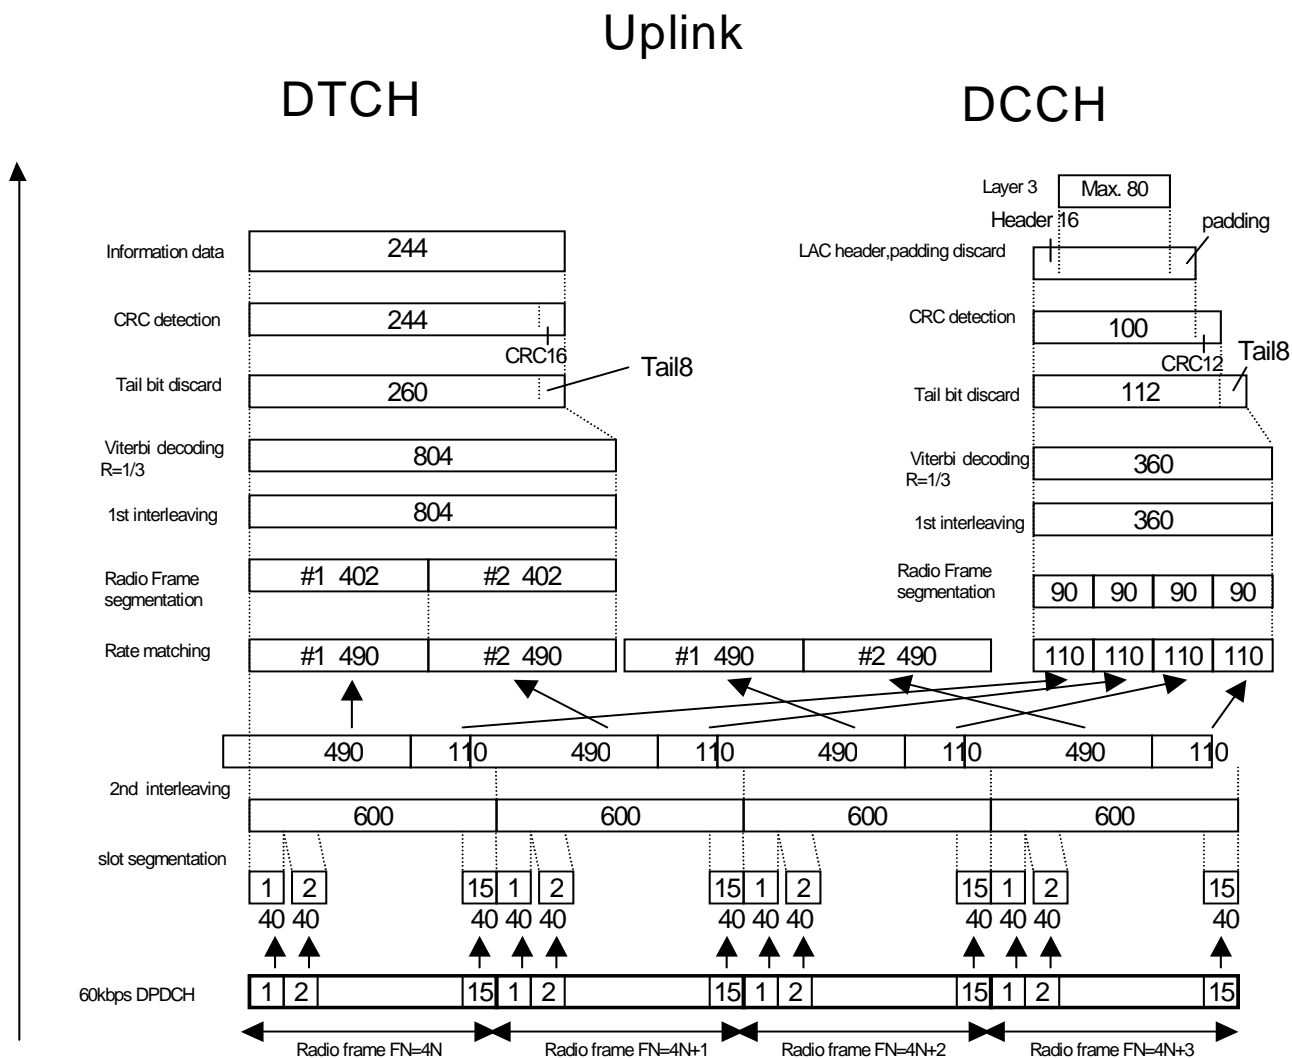 Uplink
DTCH
DCCH
Layer 3
Max. 80
Header 16
padding
Information data
244
LAC header,padding discard
CRC detection
244
CRC16
CRC detection
100
CRC12
Tail8
Tail8
Tail bit discard
260
Tail bit discard
112
Viterbi decoding
R=1/3
804
Viterbi decoding
R=1/3
360
1st interleaving
804
1st interleaving
360
Radio Frame
segmentation
#1 402
#2 402
Radio Frame
segmentation
90 90 90 90
Rate matching
#1 490
#2 490
#1 490
#2 490
110 110 110 110
490 110 490 110 490 110 490 110
2nd interleaving
600 600 600 600
slot segmentation
1 2 15 1 2 15 1 2 15 1 2 15
40 40 40 40 40 40 40 40 40 40 40 40
60kbps DPDCH
1 2 15 1 2 15 1 2 15 1 2 15
Radio frame FN=4N
Radio frame FN=4N+1
Radio frame FN=4N+2
Radio frame FN=4N+3